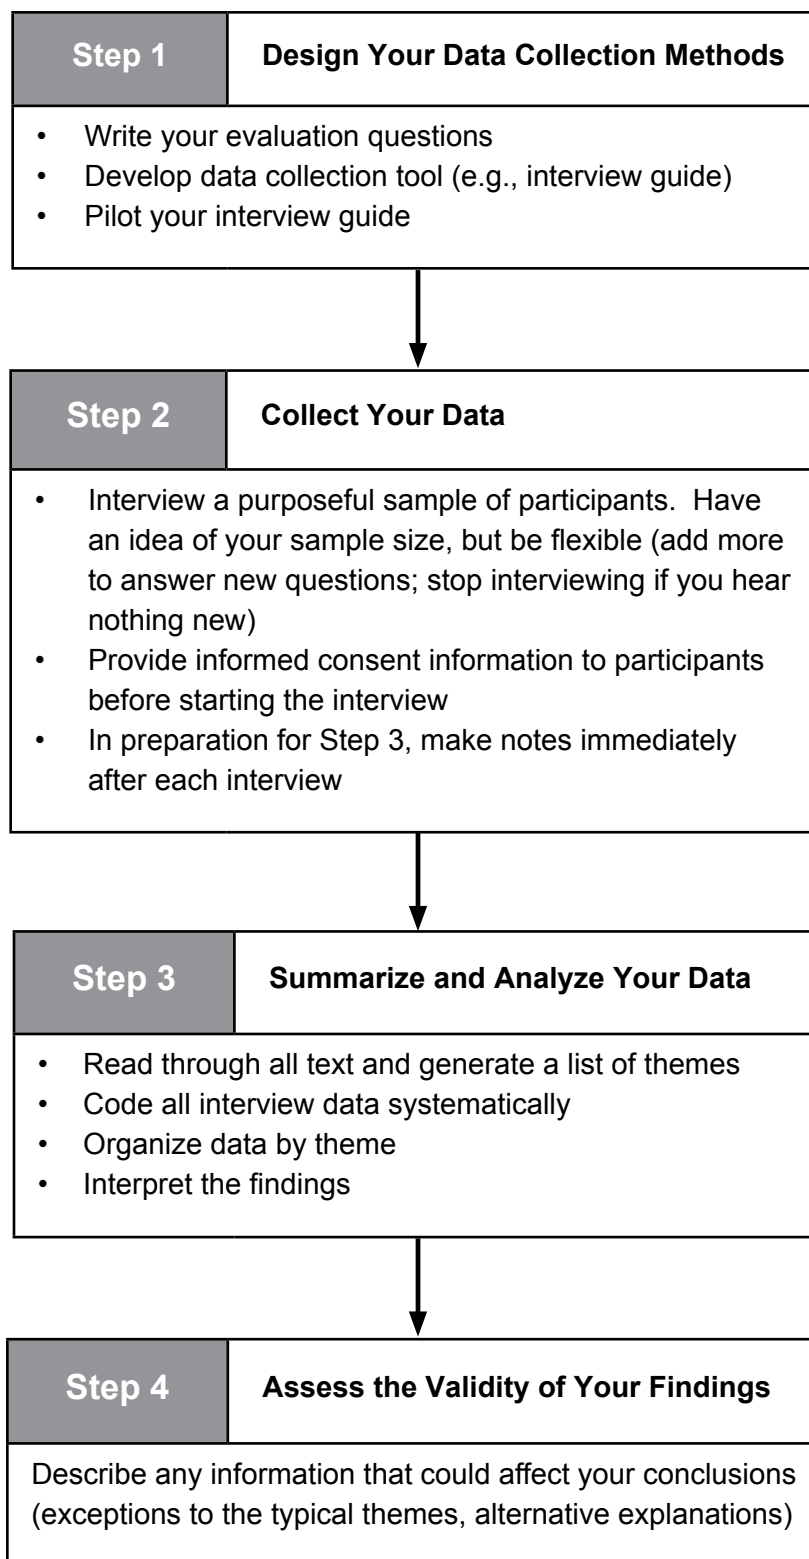 Step 1
Design Your Data Collection Methods
• Write your evaluation questions
• Develop data collection tool (e.g., interview guide)
• Pilot your interview guide
Step 2
Collect Your Data
• Interview a purposeful sample of participants.  Have
an idea of your sample size, but be flexible (add more
to answer new questions; stop interviewing if you hear
nothing new)
• Provide informed consent information to participants
before starting the interview
• In preparation for Step 3, make notes immediately
after each interview
Step 3
Summarize and Analyze Your Data
• Read through all text and generate a list of themes
• Code all interview data systematically
• Organize data by theme
• Interpret the findings
Step 4
Assess the Validity of Your Findings
Describe any information that could affect your conclusions
(exceptions to the typical themes, alternative explanations)